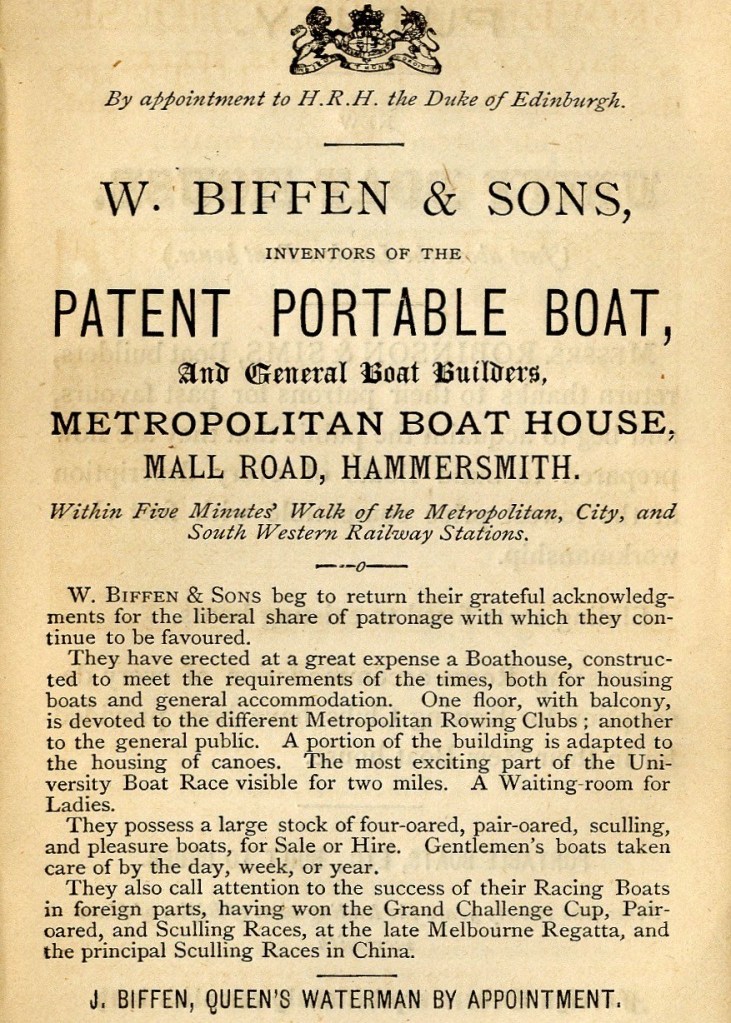 By appointment to H.R.H. the Duke of Edinburgh.
W. BIFFEN & SONS,
INVENTORS OF THE
PATENT PORTABLE BOAT,
And General Boat Builders,
METROPOLITAN BOAT HOUSE,
MALL ROAD, HAMMERSMITH.
Within Five Minutes' Walk of the Metropolitan, City, and
South Western Railway Stations.
W. BIFFEN & SONS beg to return their grateful acknowledg-
ments for the liberal share of patronage with which they con-
tinue to be favoured.
They have erected at a great expense a Boathouse, construc-
ted to meet the requirements of the times, both for housing
boats and general accommodation. One floor, with balcony,
is devoted to the different Metropolitan Rowing Clubs; another
to the general public. A portion of the building is adapted to
the housing of canoes. The most exciting part of the Uni-
versity Boat Race visible for two miles. A Waiting-room for
Ladies.
They possess a large stock of four-oared, pair-oared, sculling,
and pleasure boats, for Sale or Hire. Gentlemen's boats taken
care of by the day, week, or year.
They also call attention to the success of their Racing Boats
in foreign parts, having won the Grand Challenge Cup, Pair-
oared, and Sculling Races, at the late Melbourne Regatta, and
the principal Sculling Races in China.
J. BIFFEN, QUEEN'S WATERMAN BY APPOINTMENT.